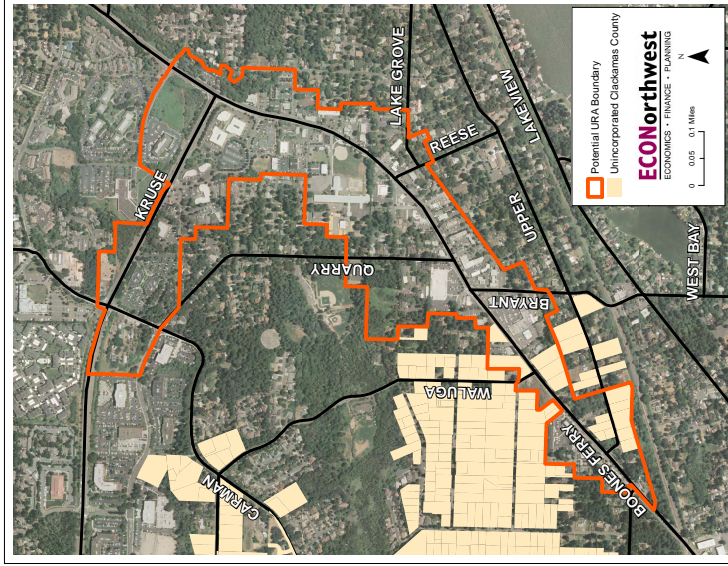 KRUSE
LAKE GROVE
REESE
LAKEVIEW
QUARRY
UPPER
BRYANT
WEST BAY
WALUGA
CARMAN
BOONES FERRY
Potential URA Boundary
Unincorporated Clackamas County
ECONorthwest
ECONOMICS • FINANCE • PLANNING
N
0 0.05 0.1 Miles